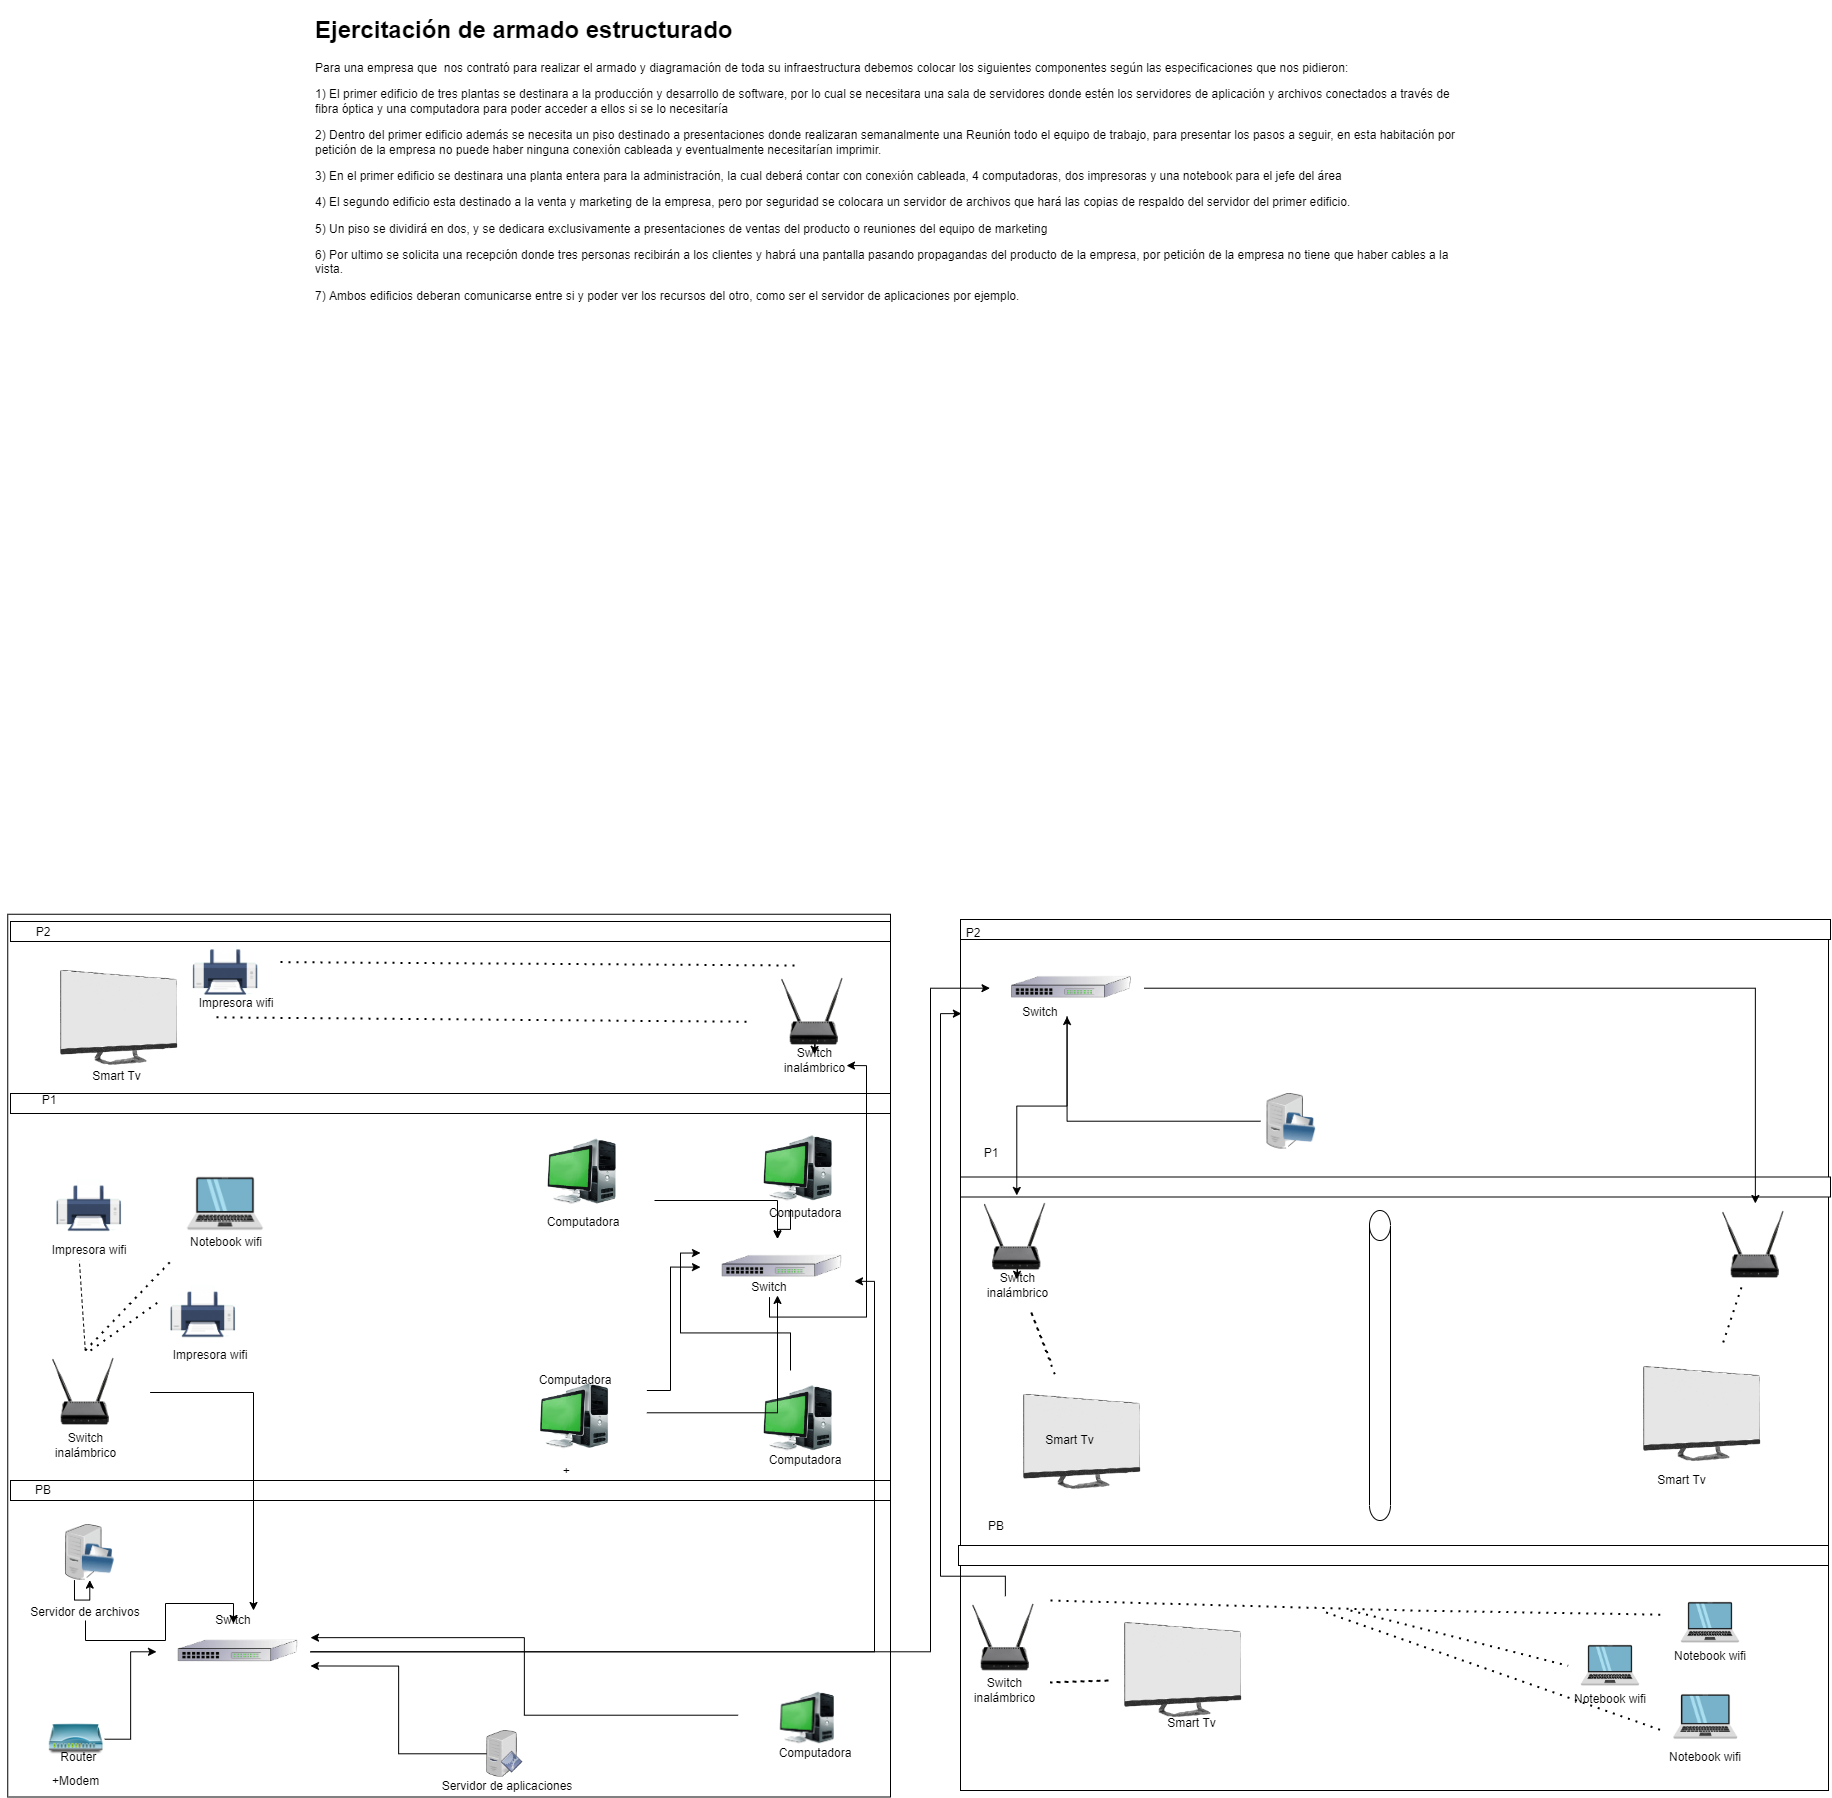 Ejercitación de armado estructurado
Para una empresa que  nos contrató para realizar el armado y diagramación de toda su infraestructura debemos colocar los siguientes componentes según las especificaciones que nos pidieron:
1) El primer edificio de tres plantas se destinara a la producción y desarrollo de software, por lo cual se necesitara una sala de servidores donde estén los servidores de aplicación y archivos conectados a través de
fibra óptica y una computadora para poder acceder a ellos si se lo necesitaría
2) Dentro del primer edificio además se necesita un piso destinado a presentaciones donde realizaran semanalmente una Reunión todo el equipo de trabajo, para presentar los pasos a seguir, en esta habitación por
petición de la empresa no puede haber ninguna conexión cableada y eventualmente necesitarían imprimir.
3) En el primer edificio se destinara una planta entera para la administración, la cual deberá contar con conexión cableada, 4 computadoras, dos impresoras y una notebook para el jefe del área
4) El segundo edificio esta destinado a la venta y marketing de la empresa, pero por seguridad se colocara un servidor de archivos que hará las copias de respaldo del servidor del primer edificio.
5) Un piso se dividirá en dos, y se dedicara exclusivamente a presentaciones de ventas del producto o reuniones del equipo de marketing
6) Por ultimo se solicita una recepción donde tres personas recibirán a los clientes y habrá una pantalla pasando propagandas del producto de la empresa, por petición de la empresa no tiene que haber cables a la
vista.
7) Ambos edificios deberan comunicarse entre si y poder ver los recursos del otro, como ser el servidor de aplicaciones por ejemplo.
P2
Impresora wifi
Smart Tv
Switch
inalámbrico
P1
Computadora
Computadora
Impresora wifi
Notebook wifi
Switch
Impresora wifi
Computadora
Switch
inalámbrico
Computadora
+
PB
Servidor de archivos
Switch
Router
+Modem
Servidor de aplicaciones
Computadora
P2
Switch
P1
Switch
inalámbrico
Smart Tv
Smart Tv
PB
Switch
inalámbrico
Smart Tv
Notebook wifi
Notebook wifi
Notebook wifi